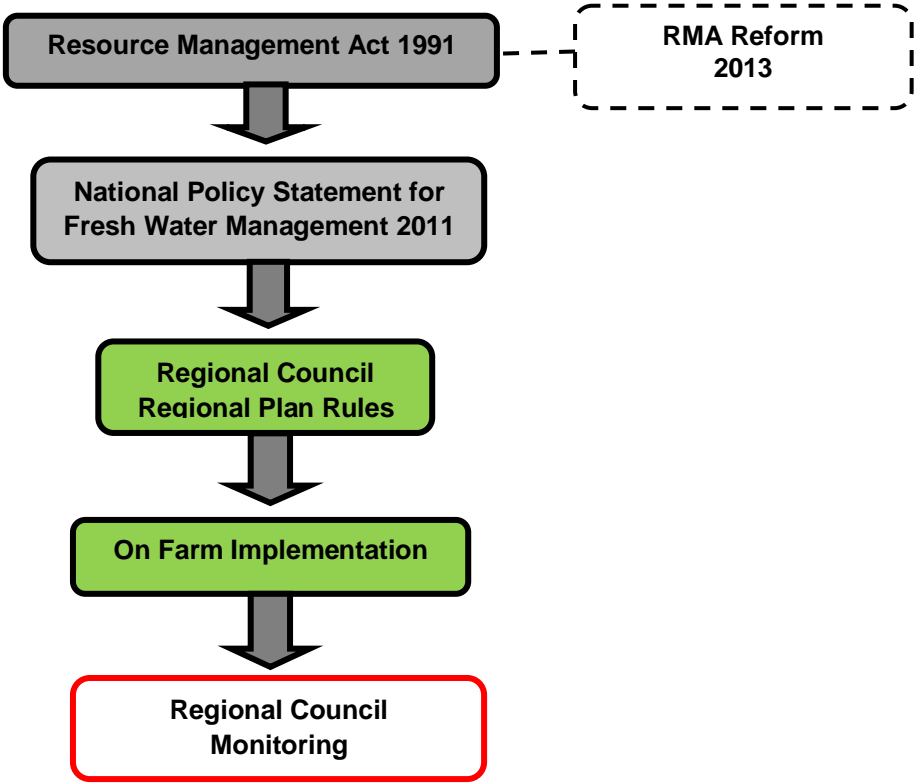 Resource Management Act 1991
RMA Reform
2013
National Policy Statement for
Fresh Water Management 2011
Regional Council
Regional Plan Rules
On Farm Implementation
Regional Council
Monitoring